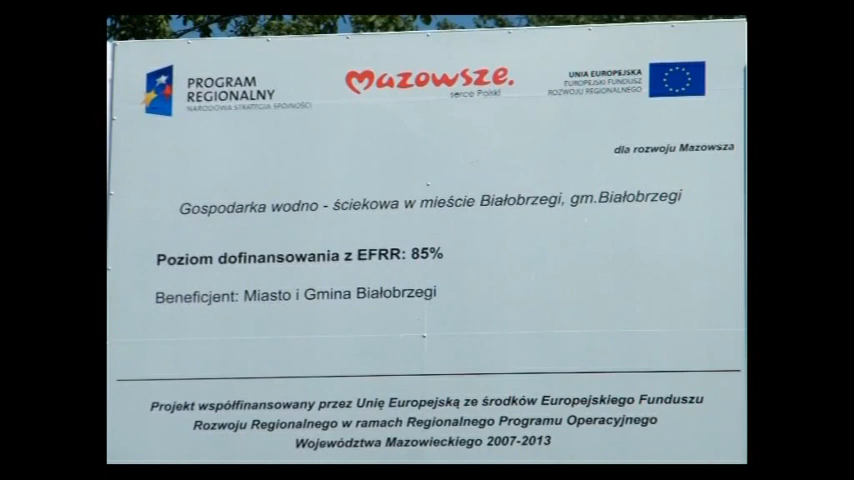 PROGRAM
REGIONALNY
NARODOWA STRATEGIA SPÓJNOŚCI
mazowsze.
serce Polski
UNIA EUROPEJSKA
EUROPEJSKI FUNDUSZ
ROZWOJU REGIONALNEGO
dla rozwoju Mazowsza
Gospodarka wodno - ściekowa w mieście Białobrzegi, gm.Białobrzegi
Poziom dofinansowania z EFRR: 85%
Beneficjent: Miasto i Gmina Białobrzegi
Projekt współfinansowany przez Unię Europejską ze środków Europejskiego Funduszu
Rozwoju Regionalnego w ramach Regionalnego Programu Operacyjnego
Województwa Mazowieckiego 2007-2013